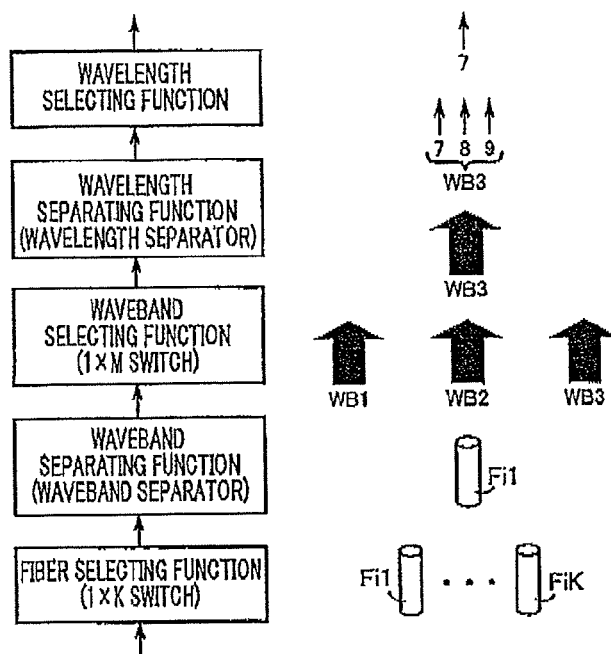 WAVELENGTH
SELECTING FUNCTION
WAVELENGTH
SEPARATING FUNCTION
(WAVELENGTH SEPARATOR)
WAVEBAND
SELECTING FUNCTION
(1×M SWITCH)
WAVEBAND
SEPARATING FUNCTION
(WAVEBAND SEPARATOR)
FIBER SELECTING FUNCTION
(1×K SWITCH)
7
7 8 9
WB3
WB3
WB1 WB2 WB3
Fi1
Fi1 • • • FiK